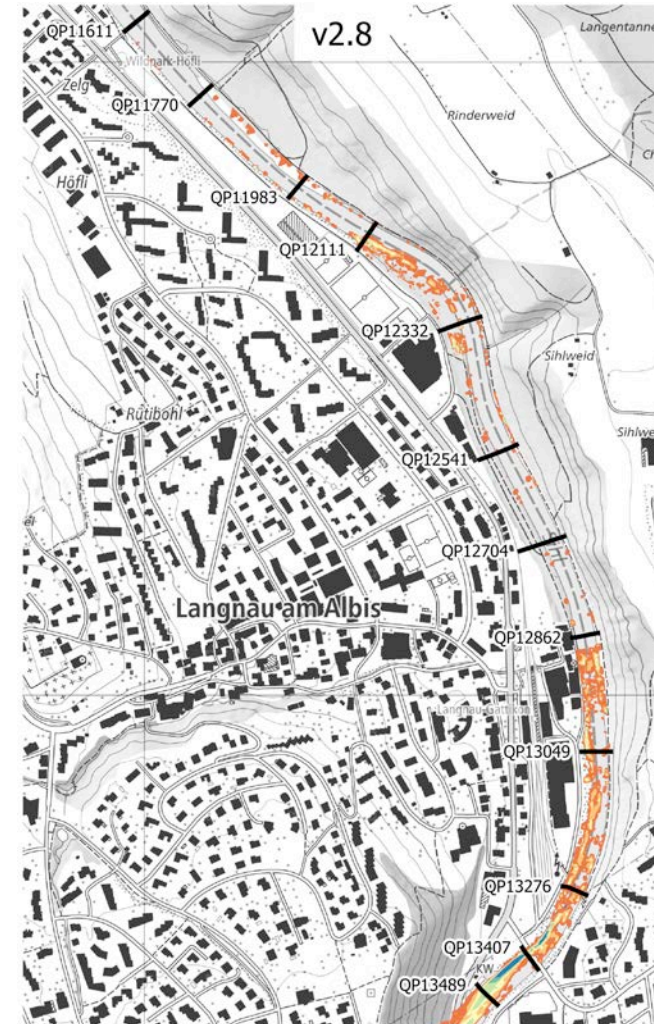 v2.8
QP11611
Langentanne
Wildpark-Höfli
Zelg
QP11770
Rinderweid
Höfli
QP11983
QP12111
QP12332
Sihlweid
Rütibohl
Sihlwe
QP12541
QP12704
Langnau am Albis
QP12862
Langnau-Gattikon
QP13049
QP13276
QP13407
KW
QP13489